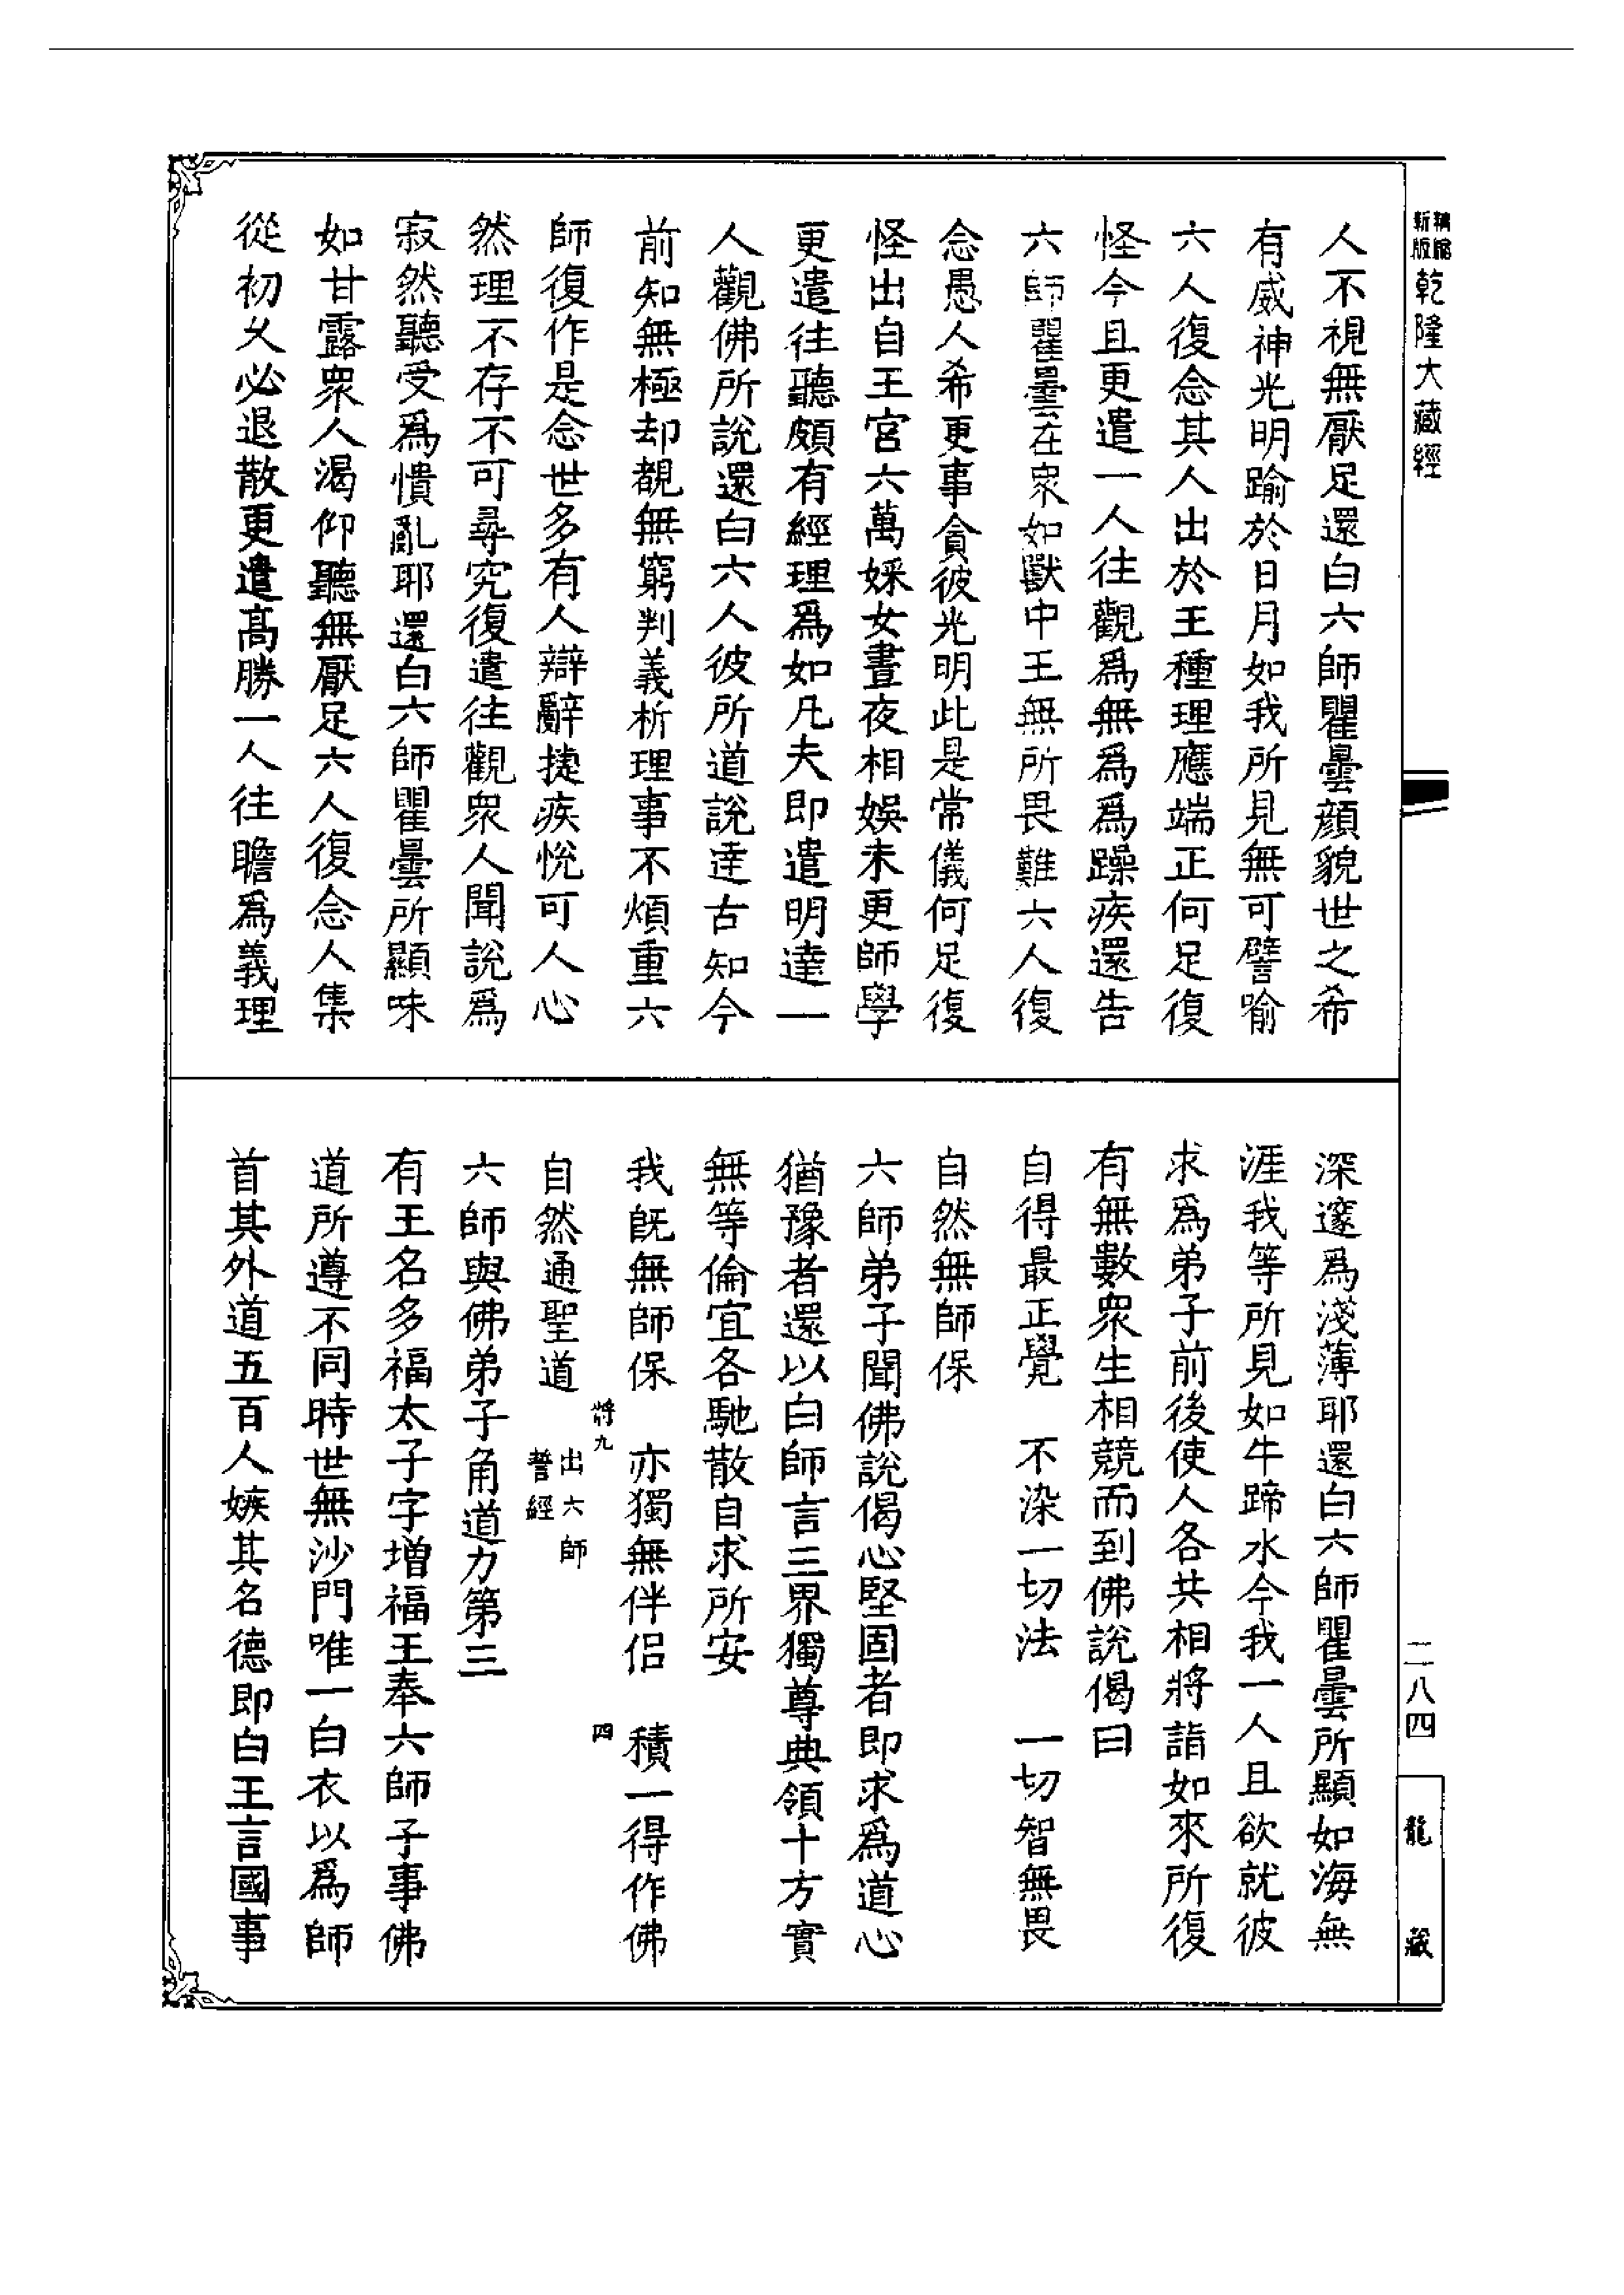 精縮新版
乾隆大藏經
人不視無厭足還白六師瞿曇顏貌世之希
有威神光明踰於日月如我所見無可譬喻
六人復念其人出於王種理應端正何足復
怪今且更遣一人往觀爲無爲爲躁疾還告
六師瞿曇在衆如獸中王無所畏難六人復
念愚人希更事貪彼光明此是常儀何足復
怪出自王宮六萬婇女晝夜相娛未更師學
更遣往聽頗有經理爲如凡夫即遣明達一
人觀佛所說還白六人彼所道說達古知今
前知無極却覩無窮判義析理事不煩重六
師復作是念世多有人辯辭捷疾悅可人心
然理不存不可尋究復遣往觀衆人聞說爲
寂然聽受爲憒亂耶還白六師瞿曇所顯味
如甘露衆人渴仰聽無厭足六人復念人集
從初久必退散更遣高勝一人往瞻爲義理
深邃爲淺薄耶還白六師瞿曇所顯如海無
涯我等所見如牛蹄水今我一人且欲就彼
求爲弟子前後使人各共相將詣如來所復
有無數衆生相競而到佛說偈曰
自得最正覺　不染一切法　一切智無畏
自然無師保
六師弟子聞佛說偈心堅固者即求爲道心
猶豫者還以白師言三界獨尊典領十方實
無等倫宜各馳散自求所安
我既無師保　亦獨無伴侶　積一得作佛
將九　四
自然通聖道　出六師誓經
六師與佛弟子角道力第三
有王名多福太子字增福王奉六師子事佛
道所遵不同時世無沙門唯一白衣以爲師
首其外道五百人嫉其名德即白王言國事
二八四
龍藏